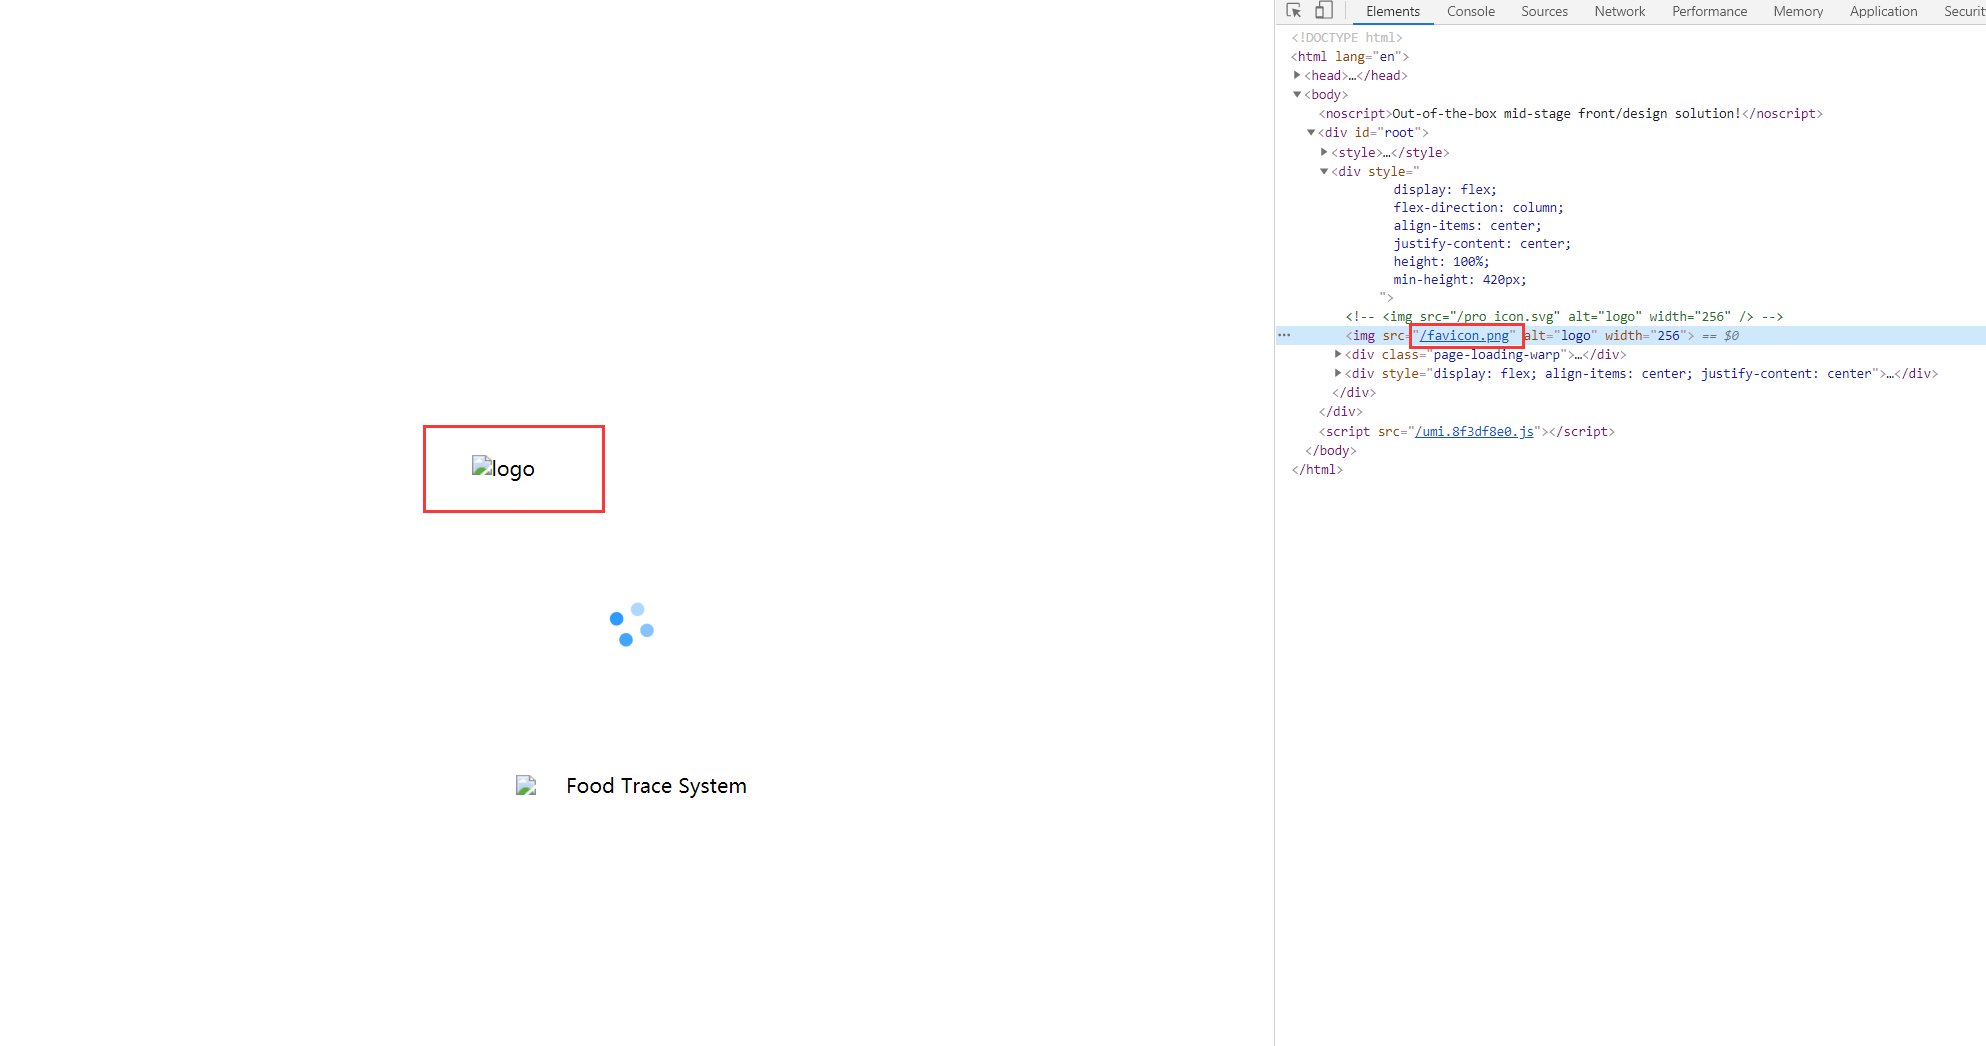 logo
Food Trace System
Elements Console Sources Network Performance Memory Application Securit
<!DOCTYPE html>
<html lang="en">
<head>…</head>
<body>
<noscript>Out-of-the-box mid-stage front/design solution!</noscript>
<div id="root">
<style>…</style>
<div style="
display: flex;
flex-direction: column;
align-items: center;
justify-content: center;
height: 100%;
min-height: 420px;
">
<!-- <img src="/pro_icon.svg" alt="logo" width="256" /> -->
<img src="/favicon.png" alt="logo" width="256"> == $0
<div class="page-loading-warp">…</div>
<div style="display: flex; align-items: center; justify-content: center">…</div>
</div>
</div>
<script src="/umi.8f3df8e0.js"></script>
</body>
</html>